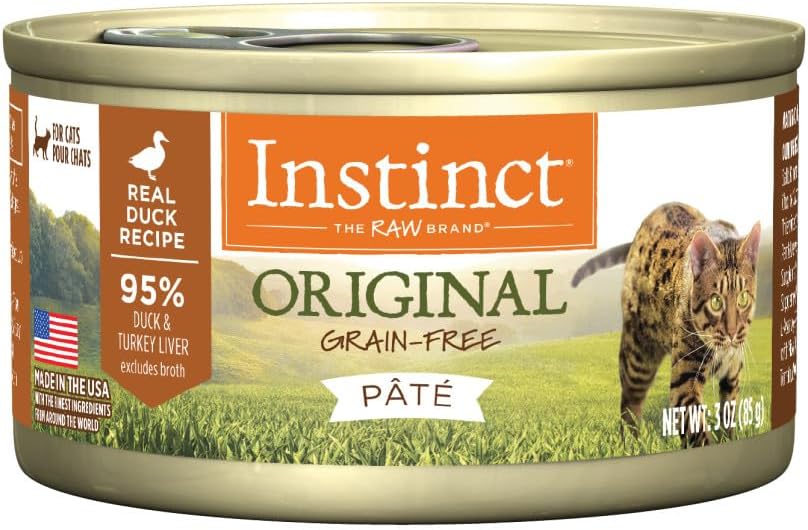 FOR CATS
POUR CHATS
REAL
DUCK
RECIPE
95%
DUCK &
TURKEY LIVER
excludes broth
MADE IN THE USA
WITH THE FINEST INGREDIENTS
FROM AROUND THE WORLD
Instinct®
THE RAW BRAND®
ORIGINAL
GRAIN-FREE
PÂTÉ
NET WT: 3 OZ (85 g)